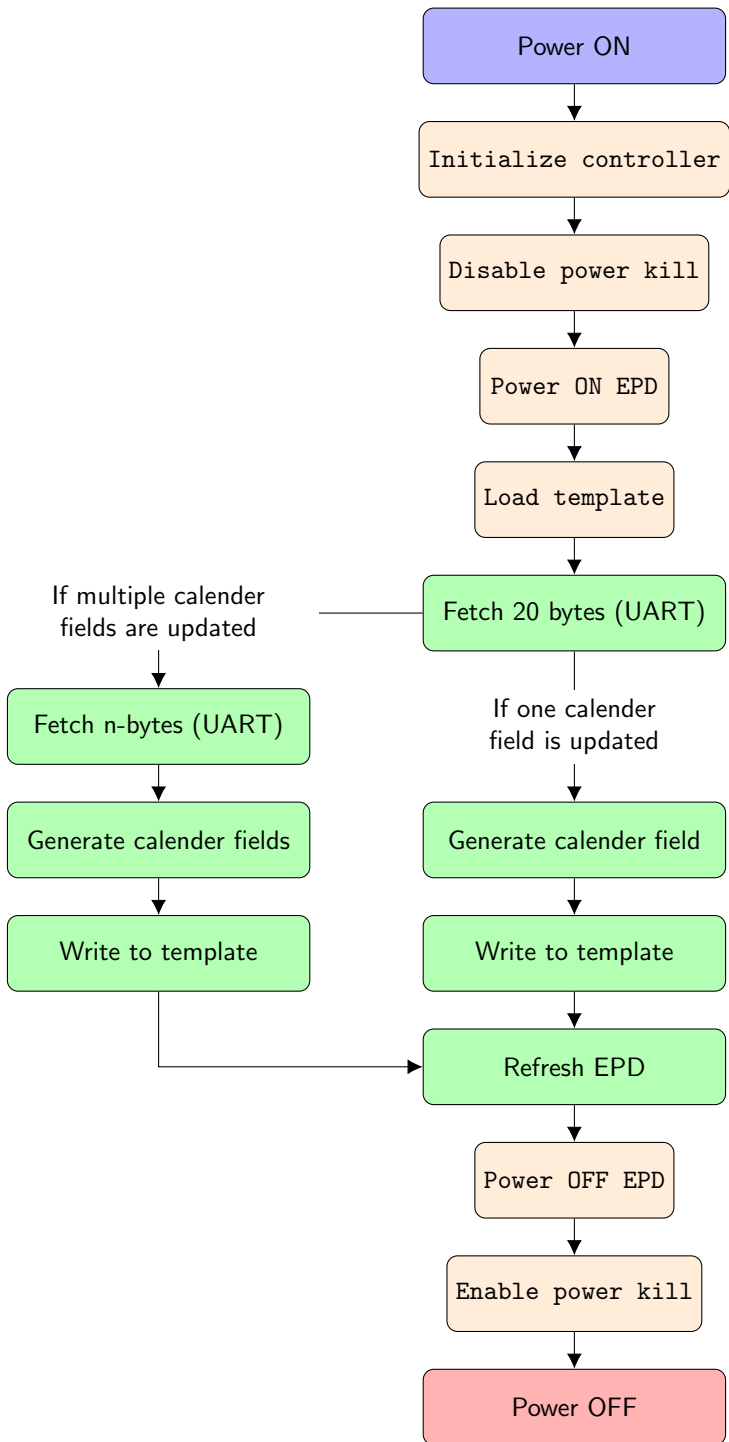 Power ON
Initialize controller
Disable power kill
Power ON EPD
Load template
Fetch 20 bytes (UART)
If multiple calender
fields are updated
Fetch n-bytes (UART)
If one calender
field is updated
Generate calender fields
Generate calender field
Write to template
Write to template
Refresh EPD
Power OFF EPD
Enable power kill
Power OFF